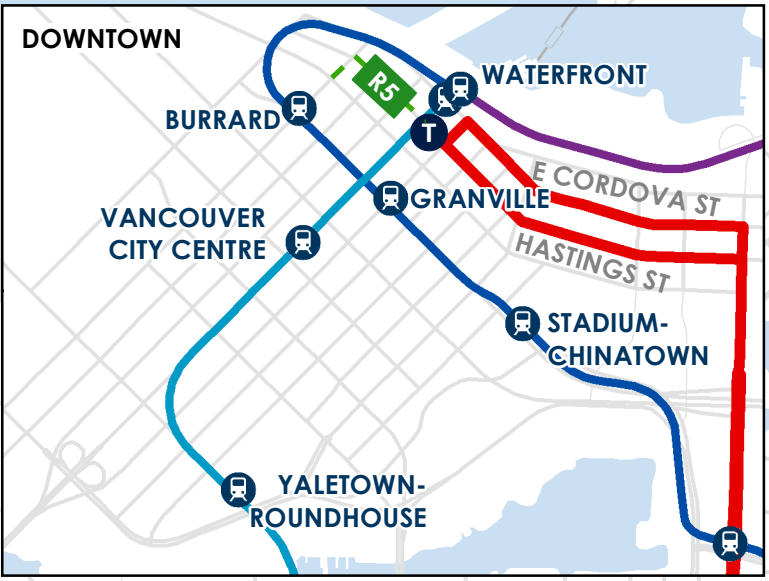 DOWNTOWN
R5
WATERFRONT
BURRARD
T
E CORDOVA ST
GRANVILLE
VANCOUVER
CITY CENTRE
HASTINGS ST
STADIUM-
CHINATOWN
YALETOWN-
ROUNDHOUSE